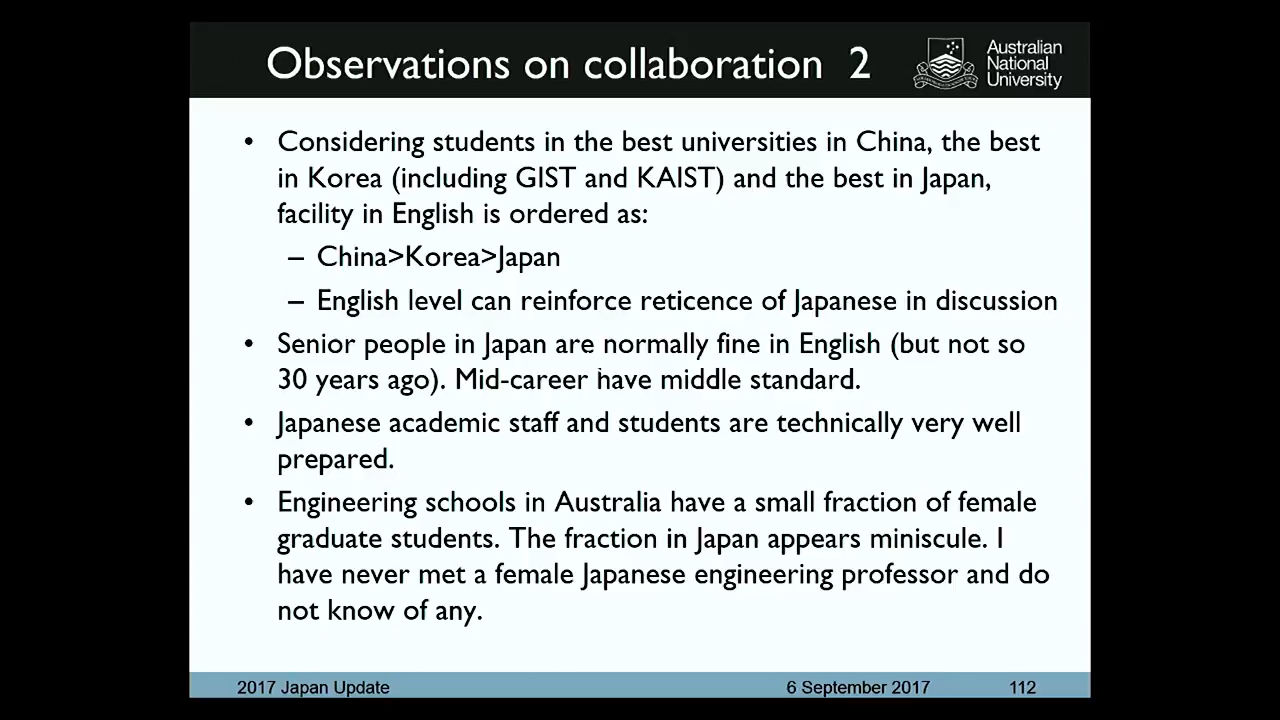 Observations on collaboration 2
Australian
National
University
• Considering students in the best universities in China, the best
in Korea (including GIST and KAIST) and the best in Japan,
facility in English is ordered as:
– China>Korea>Japan
– English level can reinforce reticence of Japanese in discussion
• Senior people in Japan are normally fine in English (but not so
30 years ago). Mid-career have middle standard.
• Japanese academic staff and students are technically very well
prepared.
• Engineering schools in Australia have a small fraction of female
graduate students. The fraction in Japan appears miniscule. I
have never met a female Japanese engineering professor and do
not know of any.
2017 Japan Update
6 September 2017
112